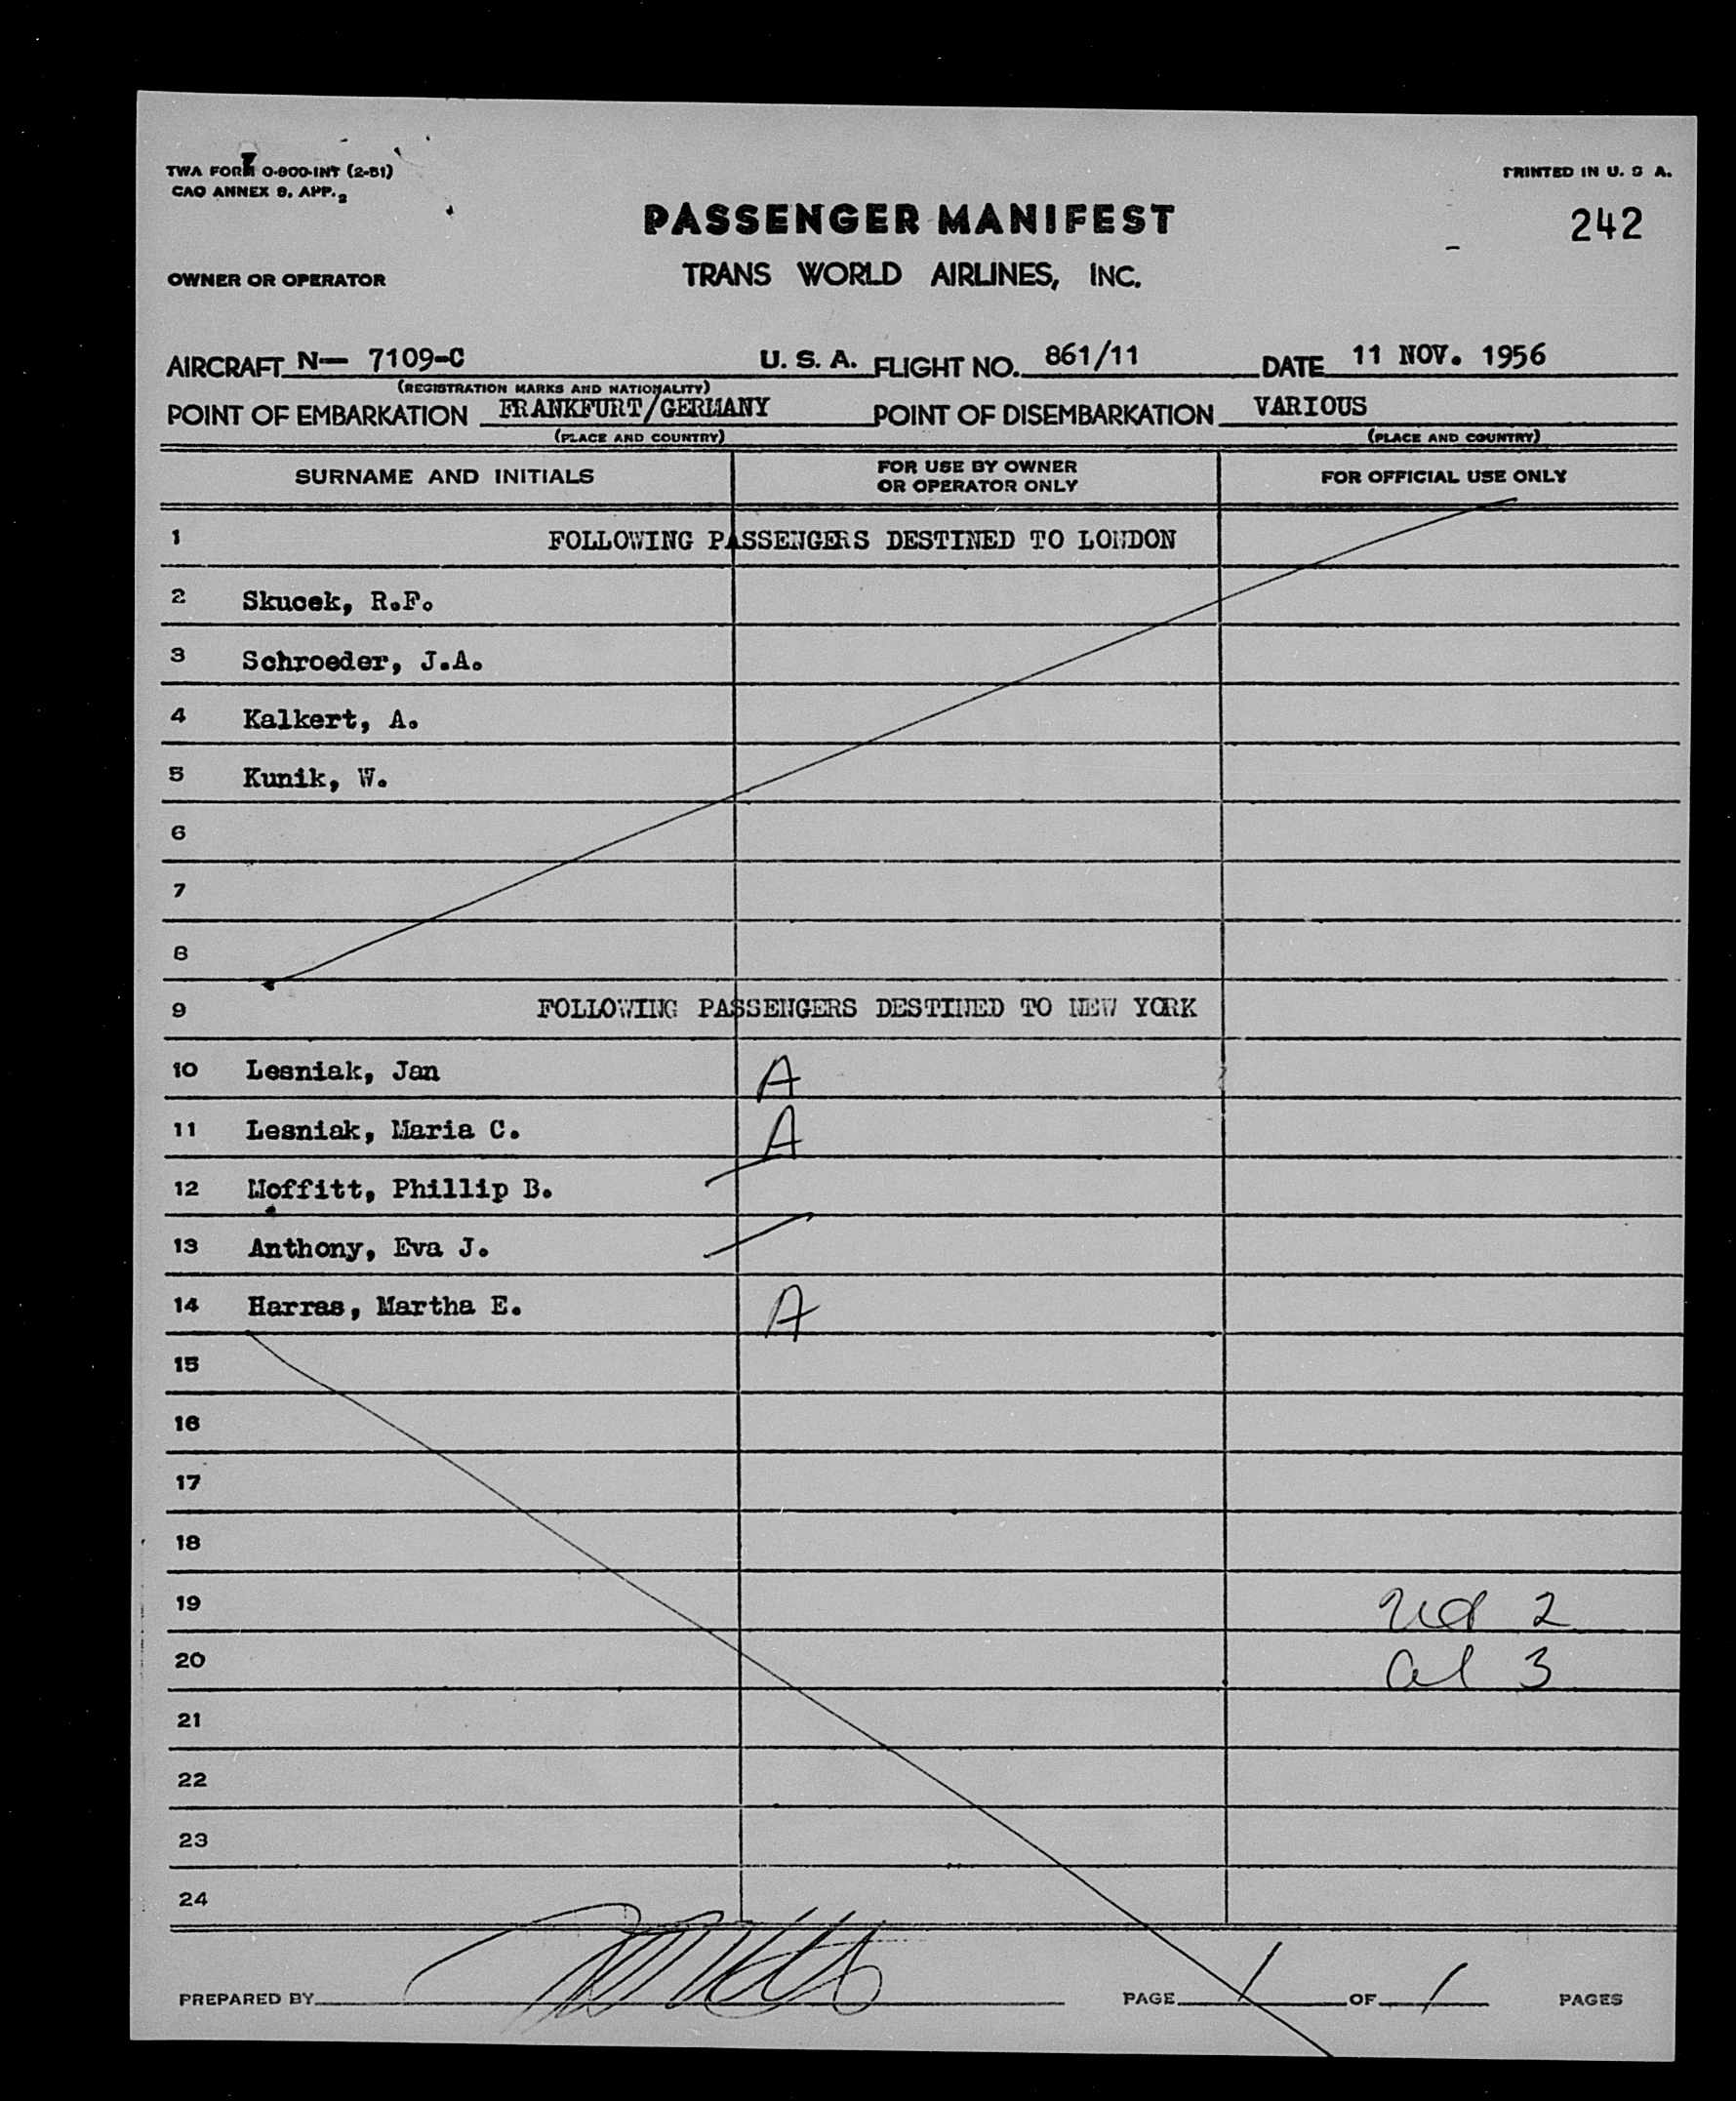 TWA FORM O-800-INT (2-51)
CAO ANNEX 9, APP. 2
PRINTED IN U. S. A.
PASSENGER MANIFEST
242
OWNER OR OPERATOR
TRANS WORLD AIRLINES, INC.
AIRCRAFT N— 7109-C U. S. A. FLIGHT NO. 861/11 DATE 11 NOV. 1956
(REGISTRATION MARKS AND NATIONALITY)
POINT OF EMBARKATION FRANKFURT/GERMANY POINT OF DISEMBARKATION VARIOUS
(PLACE AND COUNTRY) (PLACE AND COUNTRY)
SURNAME AND INITIALS FOR USE BY OWNER OR OPERATOR ONLY FOR OFFICIAL USE ONLY
1 FOLLOWING PASSENGERS DESTINED TO LONDON
2 Skucek, R.F.
3 Schroeder, J.A.
4 Kalkert, A.
5 Kunik, W.
6
7
8
9 FOLLOWING PASSENGERS DESTINED TO NEW YORK
10 Lesniak, Jan A
11 Lesniak, Maria C. A
12 Moffitt, Phillip B.
13 Anthony, Eva J.
14 Harras, Martha E. A
15
16
17
18
19 2
20 al 3
21
22
23
24
PREPARED BY PAGE 1 OF 1 PAGES